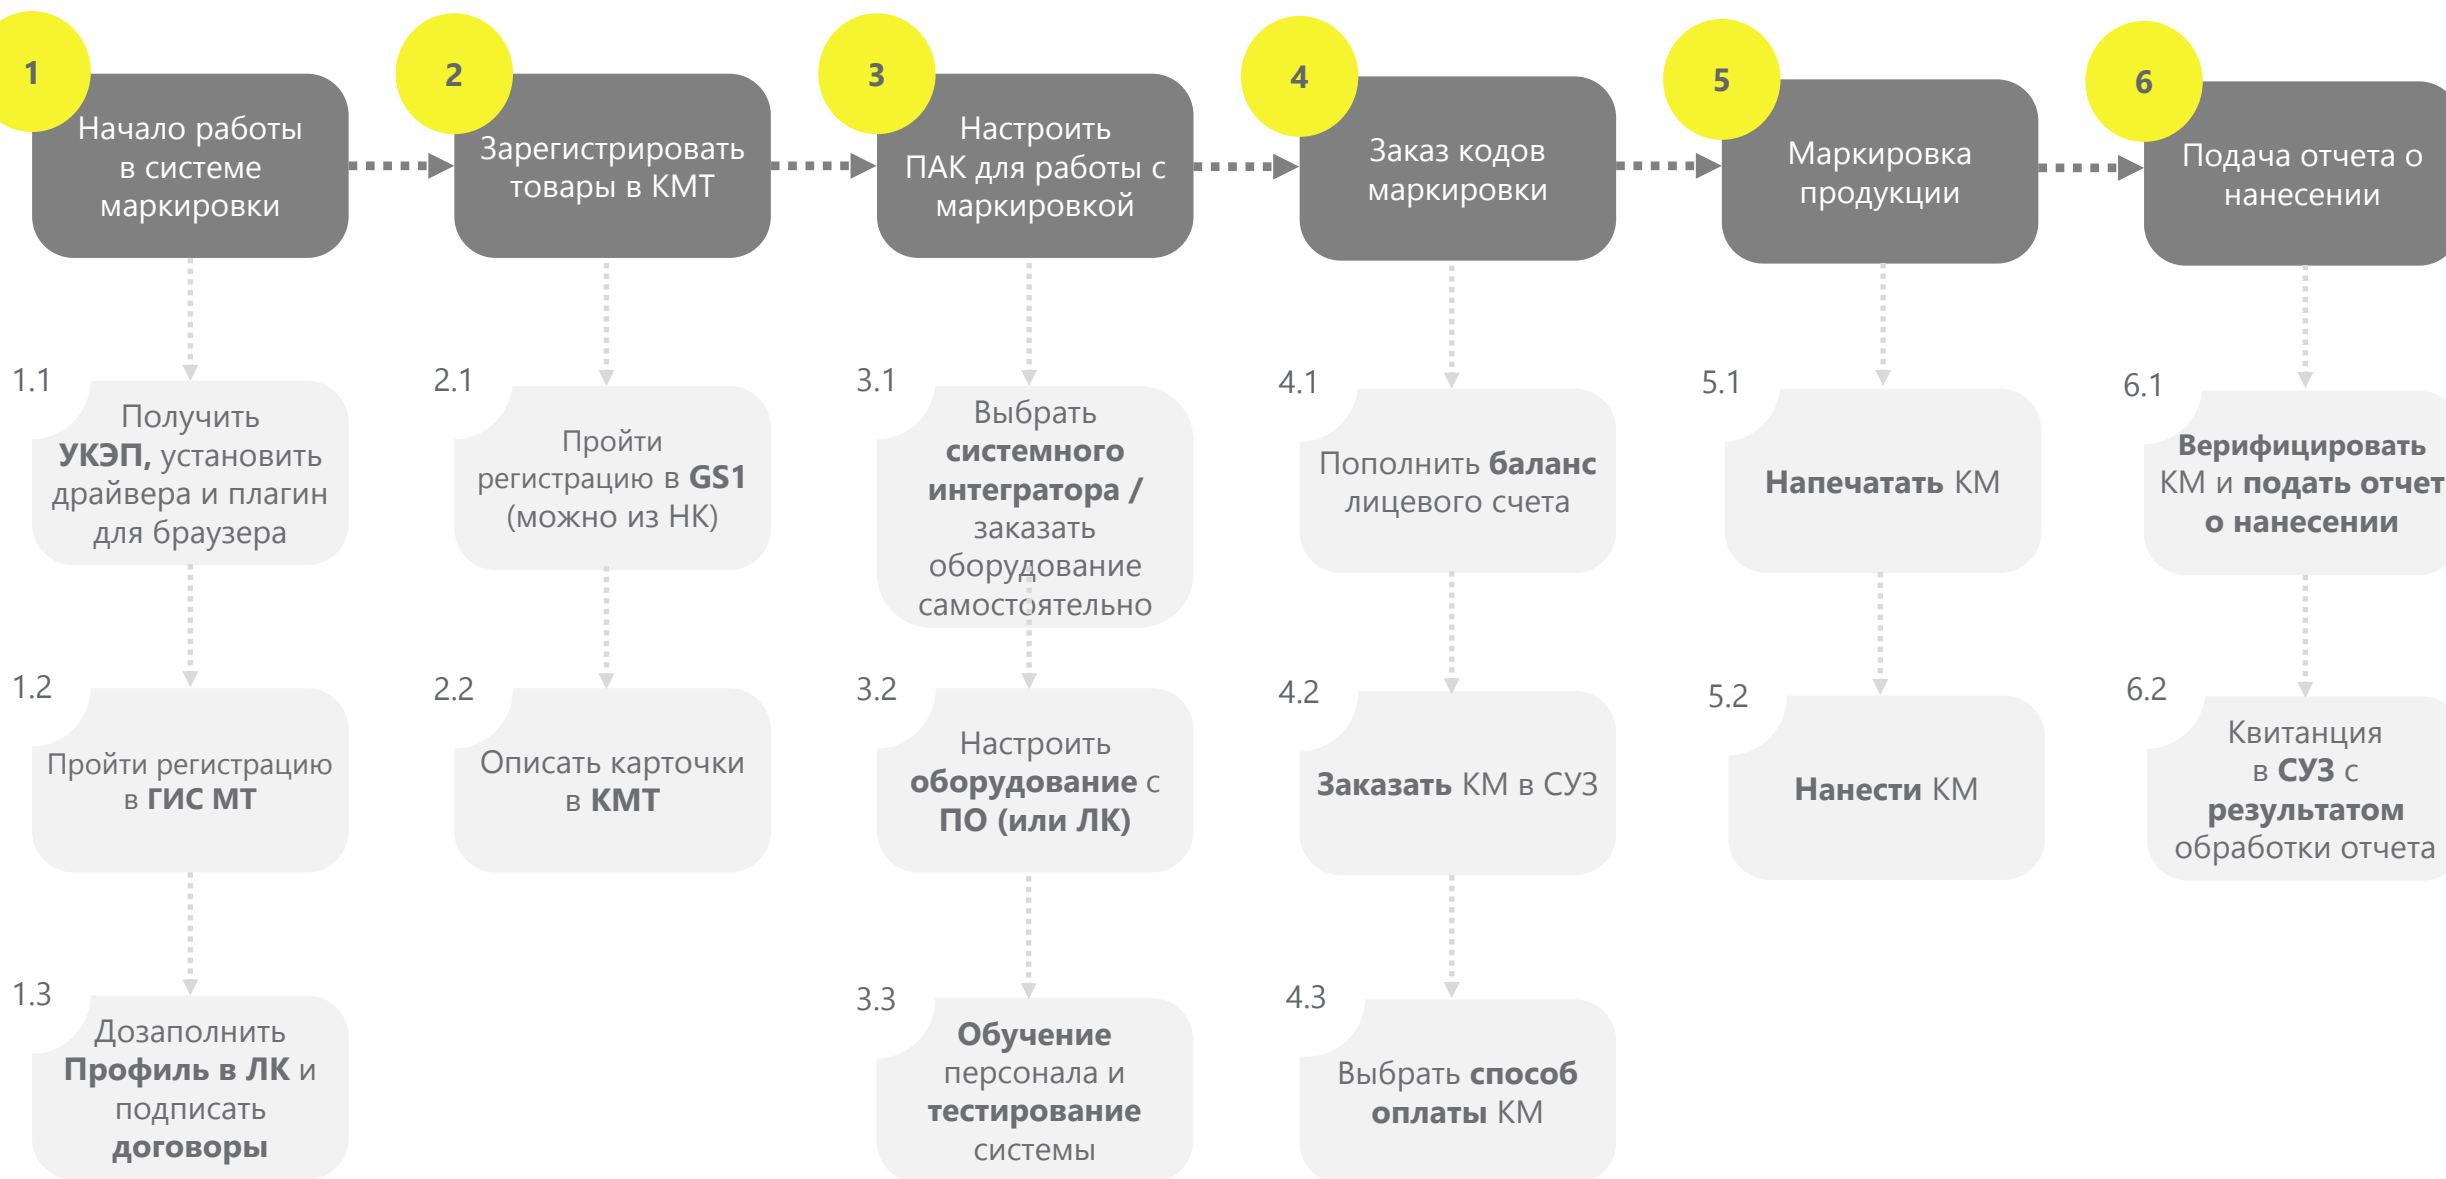 1
Начало работы
в системе
маркировки
2
Зарегистрировать
товары в КМТ
3
Настроить
ПАК для работы с
маркировкой
4
Заказ кодов
маркировки
5
Маркировка
продукции
6
Подача отчета о
нанесении
1.1
Получить
УКЭП, установить
драйвера и плагин
для браузера
2.1
Пройти
регистрацию в GS1
(можно из НК)
3.1
Выбрать
системного
интегратора /
заказать
оборудование
самостоятельно
4.1
Пополнить баланс
лицевого счета
5.1
Напечатать КМ
6.1
Верифицировать
КМ и подать отчет
о нанесении
1.2
Пройти регистрацию
в ГИС МТ
2.2
Описать карточки
в КМТ
3.2
Настроить
оборудование с
ПО (или ЛК)
4.2
Заказать КМ в СУЗ
5.2
Нанести КМ
6.2
Квитанция
в СУЗ с
результатом
обработки отчета
1.3
Дозаполнить
Профиль в ЛК и
подписать
договоры
3.3
Обучение
персонала и
тестирование
системы
4.3
Выбрать способ
оплаты КМ